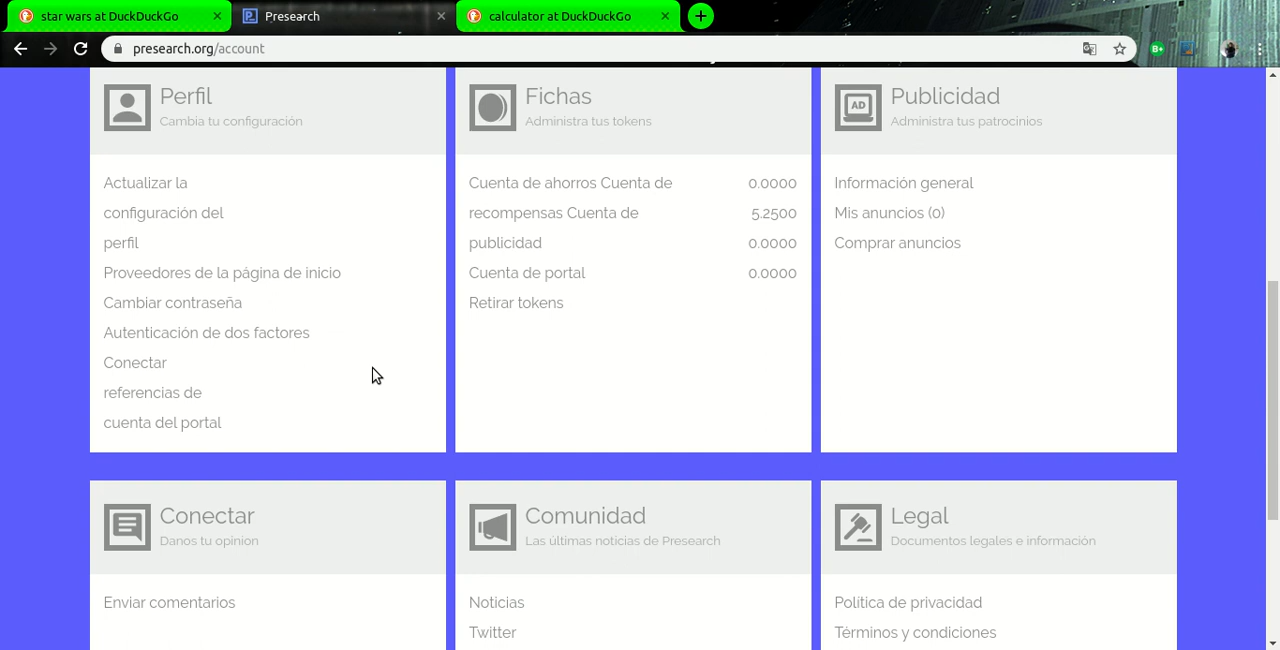 star wars at DuckDuckGo
Presearch
calculator at DuckDuckGo
presearch.org/account
Perfil
Cambia tu configuración
Actualizar la
configuración del
perfil
Proveedores de la página de inicio
Cambiar contraseña
Autenticación de dos factores
Conectar
referencias de
cuenta del portal
Fichas
Administra tus tokens
Cuenta de ahorros Cuenta de 0.0000
recompensas Cuenta de 5.2500
publicidad 0.0000
Cuenta de portal 0.0000
Retirar tokens
Publicidad
AD
Administra tus patrocinios
Información general
Mis anuncios (0)
Comprar anuncios
Conectar
Danos tu opinion
Enviar comentarios
Comunidad
Las últimas noticias de Presearch
Noticias
Twitter
Legal
Documentos legales e información
Política de privacidad
Términos y condiciones